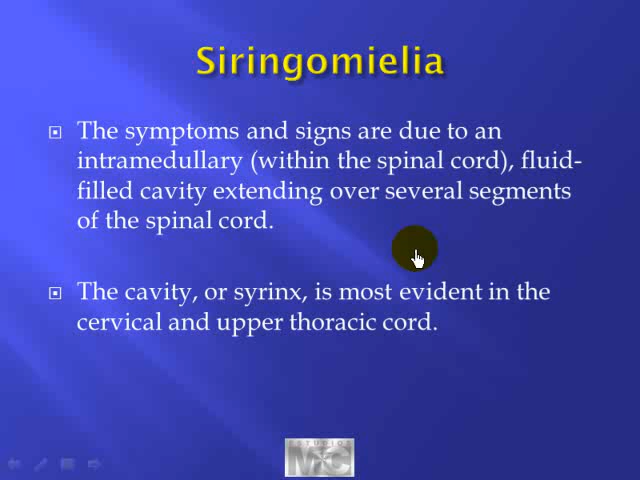 Siringomielia
The symptoms and signs are due to an
intramedullary (within the spinal cord), fluid-
filled cavity extending over several segments
of the spinal cord.
The cavity, or syrinx, is most evident in the
cervical and upper thoracic cord.
ESTUDIOS
MC